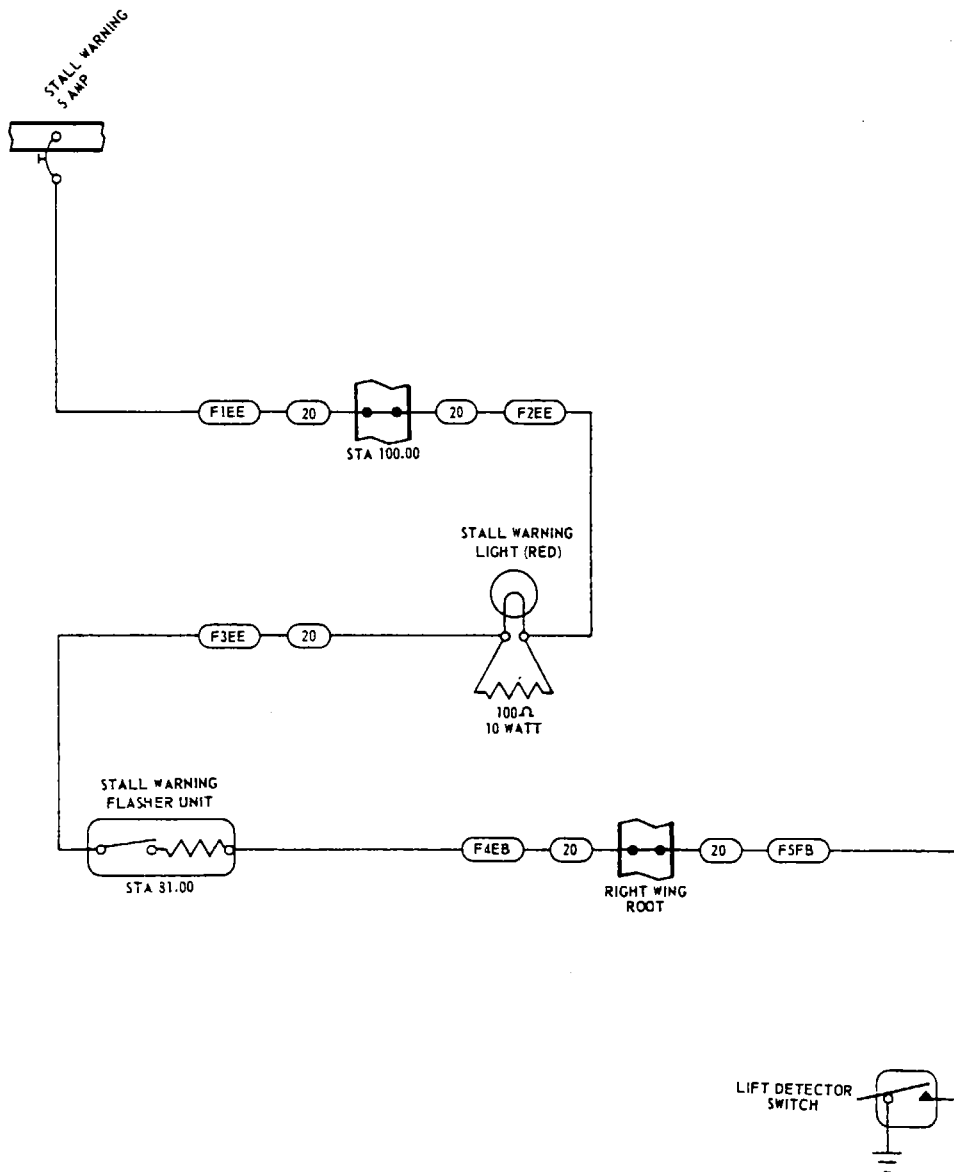 STALL WARNING
5 AMP
F1EE
20
20
F2EE
STA 100.00
STALL WARNING
LIGHT (RED)
F3EE
20
100Ω
10 WATT
STALL WARNING
FLASHER UNIT
STA 31.00
F4EB
20
20
F5FB
RIGHT WING
ROOT
LIFT DETECTOR
SWITCH